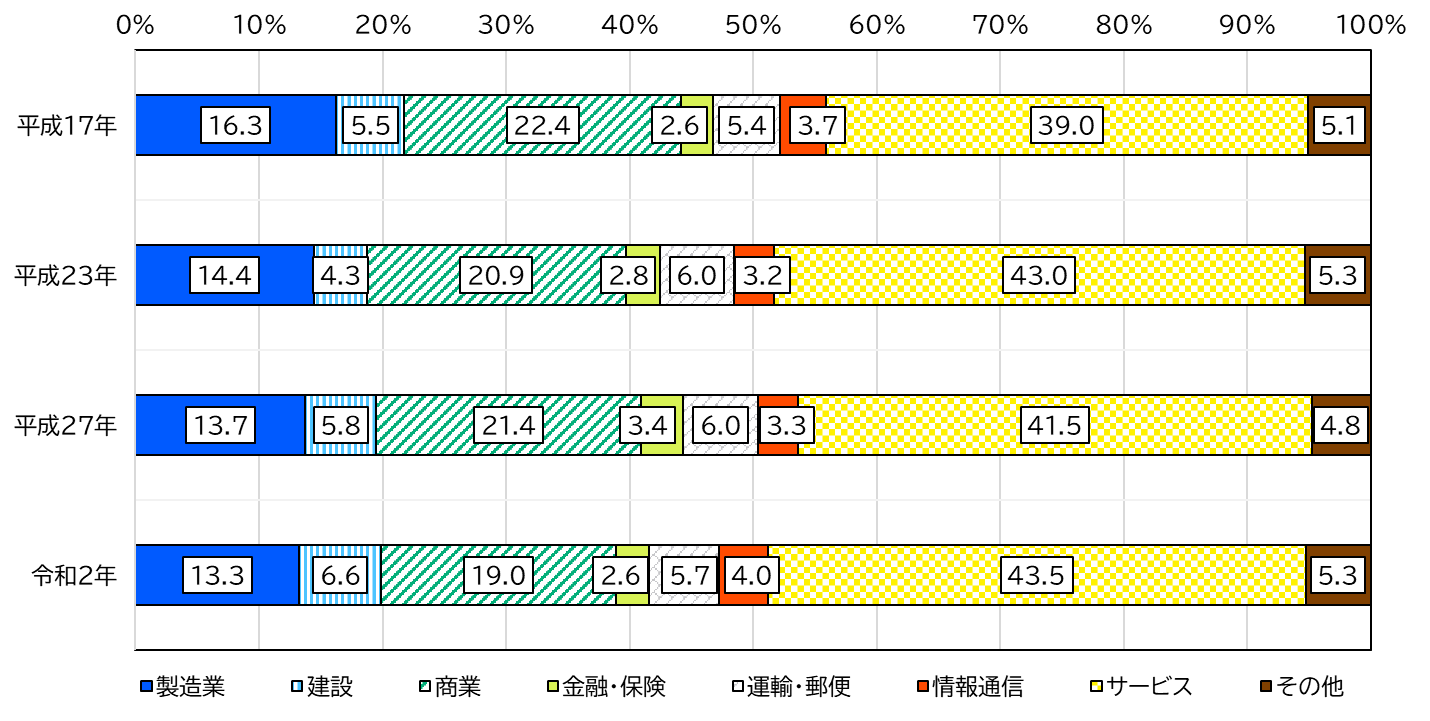 0% 10% 20% 30% 40% 50% 60% 70% 80% 90% 100%
平成17年 16.3 5.5 22.4 2.6 5.4 3.7 39.0 5.1
平成23年 14.4 4.3 20.9 2.8 6.0 3.2 43.0 5.3
平成27年 13.7 5.8 21.4 3.4 6.0 3.3 41.5 4.8
令和2年 13.3 6.6 19.0 2.6 5.7 4.0 43.5 5.3
製造業 建設 商業 金融・保険 運輸・郵便 情報通信 サービス その他